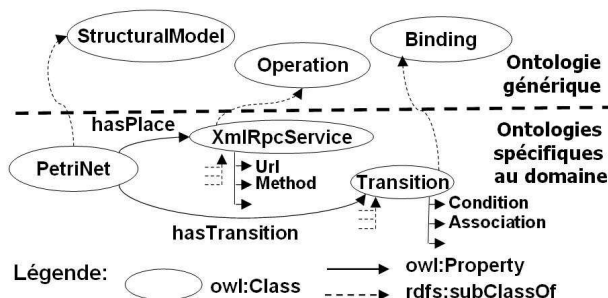 StructuralModel
Binding
Operation
Ontologie
générique
hasPlace
XmlRpcService
Ontologies
spécifiques
au domaine
PetriNet
Url
Method
Transition
Condition
Association
hasTransition
Légende:
owl:Class
owl:Property
rdfs:subClassOf